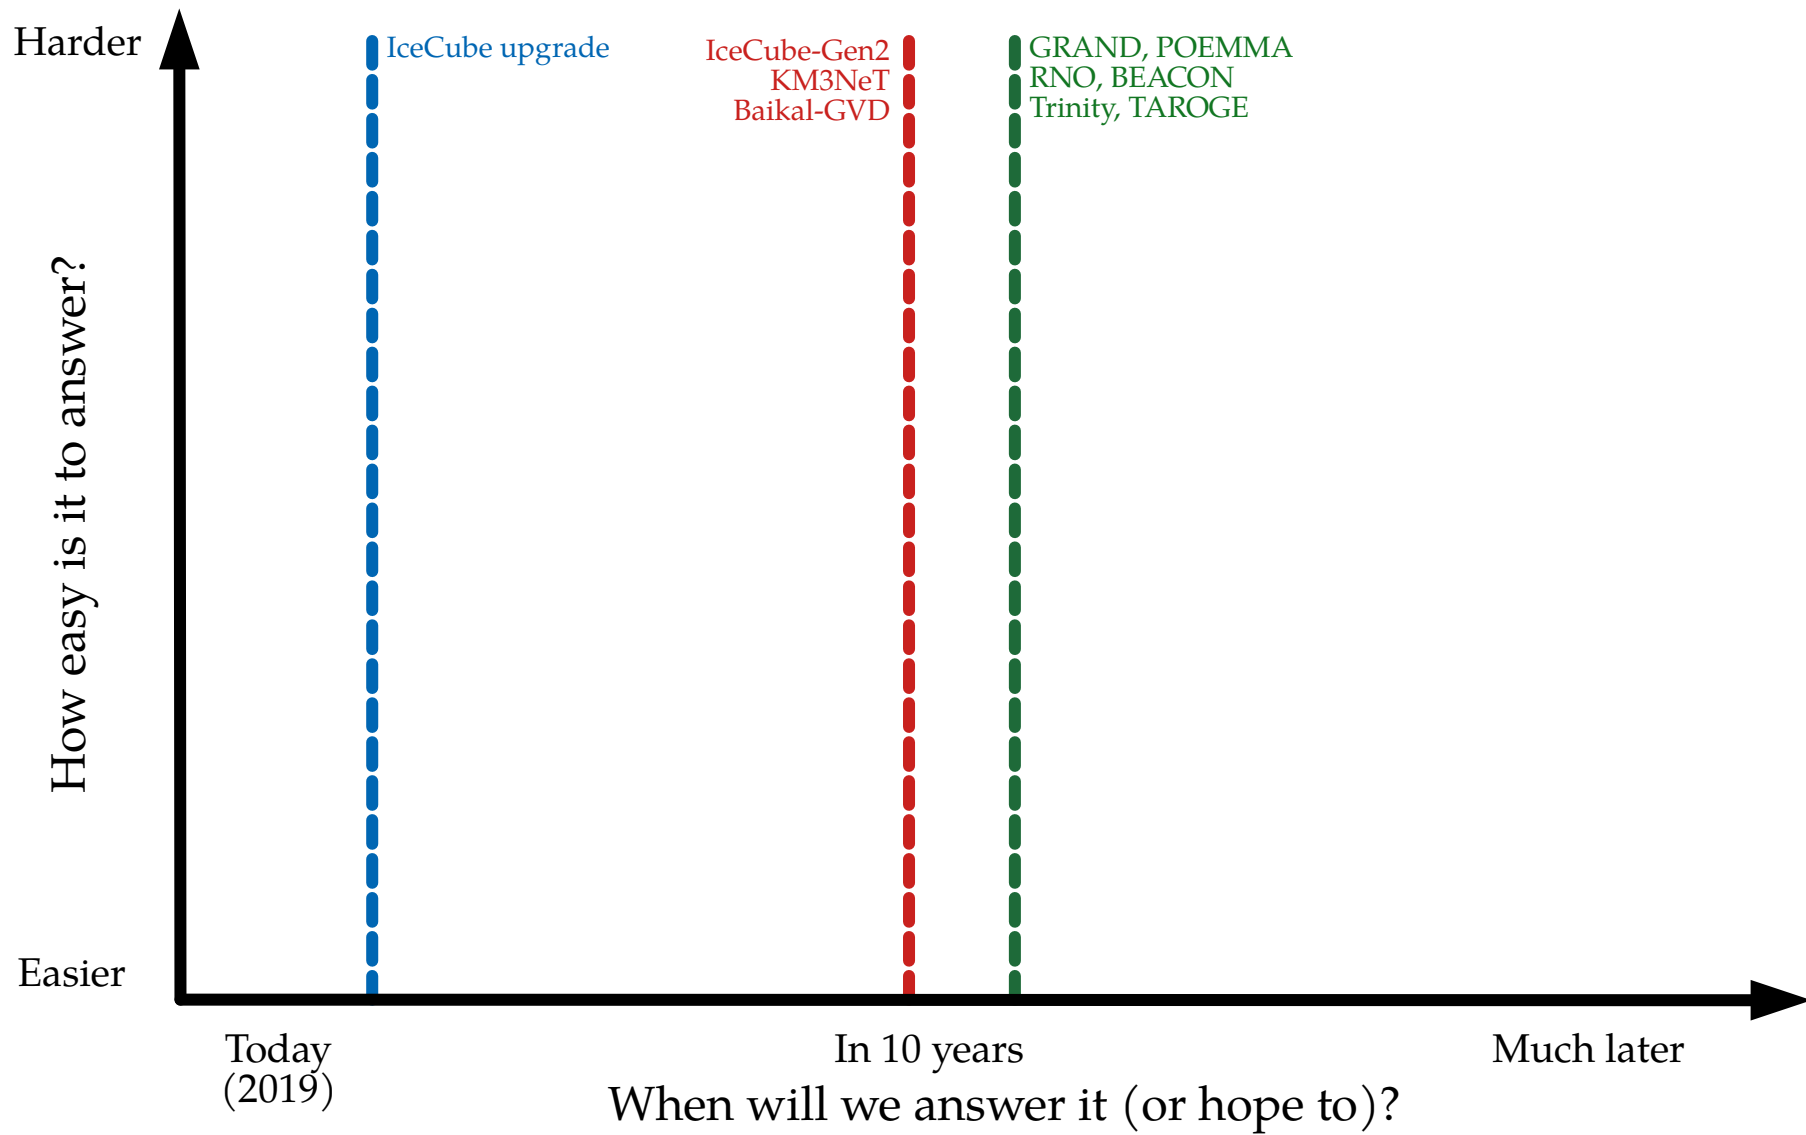 Harder
IceCube upgrade
IceCube-Gen2
KM3NeT
Baikal-GVD
GRAND, POEMMA
RNO, BEACON
Trinity, TAROGE
How easy is it to answer?
Easier
Today
(2019)
In 10 years
Much later
When will we answer it (or hope to)?